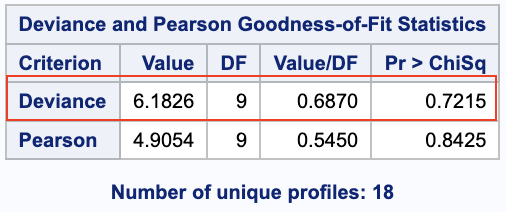 Deviance and Pearson Goodness-of-Fit Statistics
Criterion Value DF Value/DF Pr > ChiSq
Deviance 6.1826 9 0.6870 0.7215
Pearson 4.9054 9 0.5450 0.8425
Number of unique profiles: 18